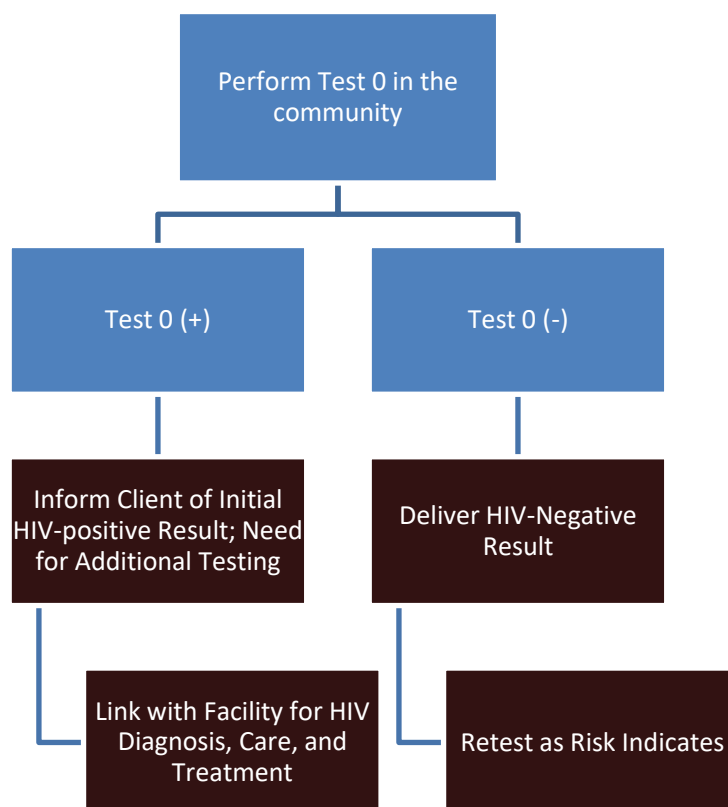 Perform Test 0 in the
community
Test 0 (+)
Test 0 (-)
Inform Client of Initial
HIV-positive Result; Need
for Additional Testing
Deliver HIV-Negative
Result
Link with Facility for HIV
Diagnosis, Care, and
Treatment
Retest as Risk Indicates